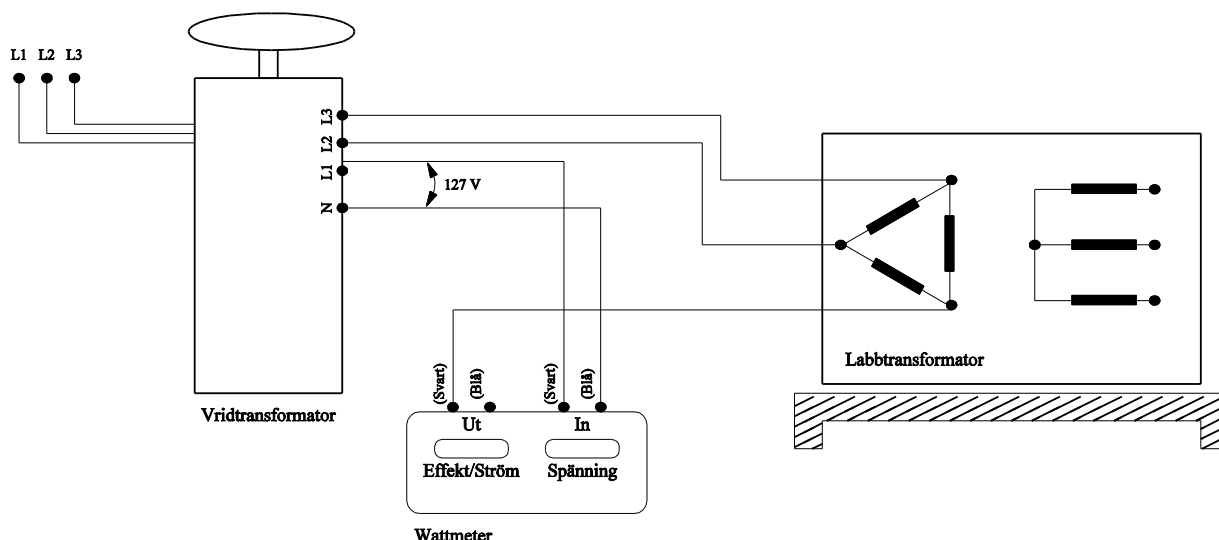 L1 L2 L3
L3
L2
L1
N
127 V
Labbtransformator
Vridtransformator
(Svart) (Blå) (Svart) (Blå)
Ut In
Effekt/Ström Spänning
Wattmeter